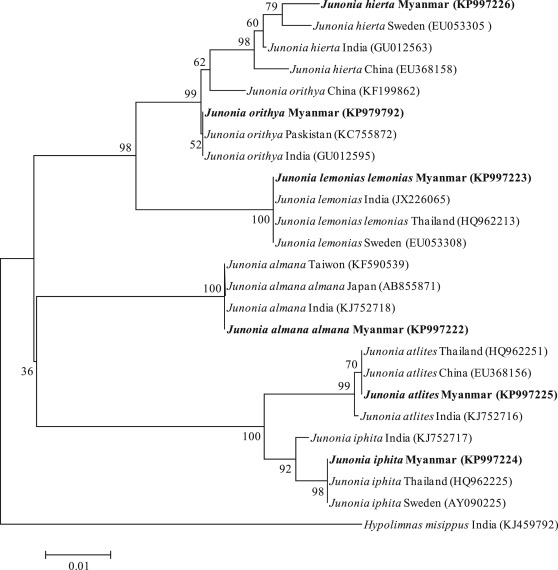 Junonia hierta Myanmar (KP997226)
79
Junonia hierta Sweden (EU053305 )
60
Junonia hierta India (GU012563)
98
Junonia hierta China (EU368158)
62
Junonia orithya China (KF199862)
99
Junonia orithya Myanmar (KP979792)
Junonia orithya Paskistan (KC755872)
52
Junonia orithya India (GU012595)
98
Junonia lemonias lemonias Myanmar (KP997223)
Junonia lemonias India (JX226065)
100
Junonia lemonias lemonias Thailand (HQ962213)
Junonia lemonias Sweden (EU053308)
Junonia almana Taiwon (KF590539)
100
Junonia almana almana Japan (AB855871)
Junonia almana India (KJ752718)
Junonia almana almana Myanmar (KP997222)
36
Junonia atlites Thailand (HQ962251)
70
Junonia atlites China (EU368156)
99
Junonia atlites Myanmar (KP997225)
Junonia atlites India (KJ752716)
100
Junonia iphita India (KJ752717)
92
Junonia iphita Myanmar (KP997224)
98
Junonia iphita Thailand (HQ962225)
Junonia iphita Sweden (AY090225)
Hypolimnas misippus India (KJ459792)
0.01